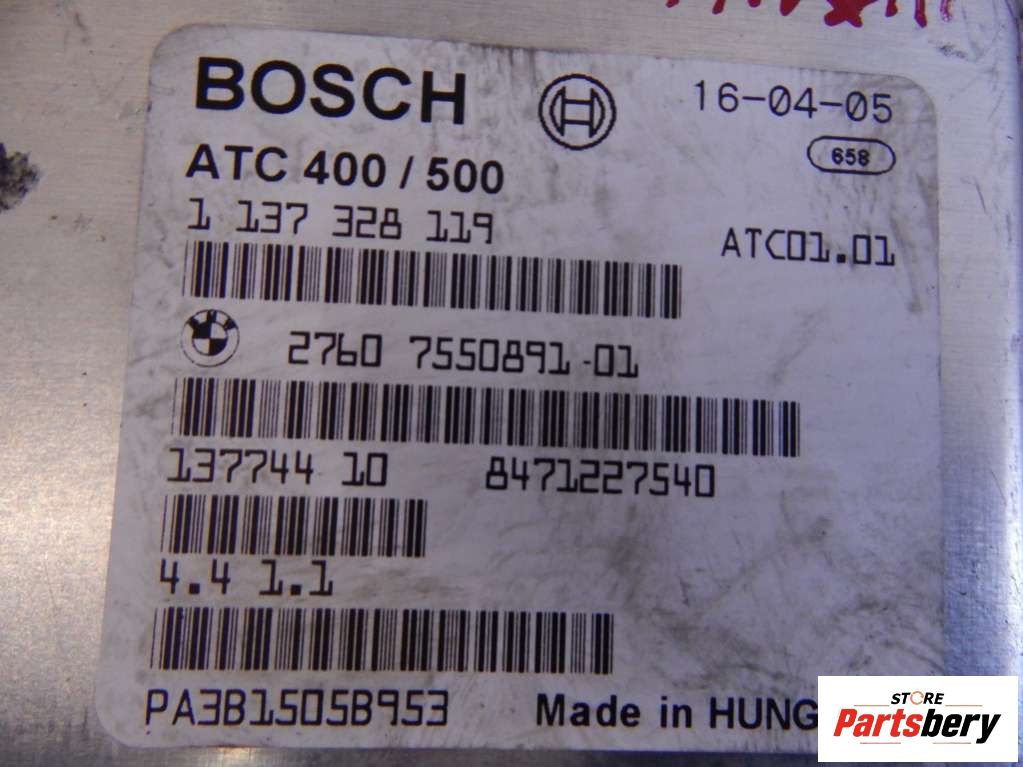 BOSCH
16-04-05
658
ATC 400 / 500
1 137 328 119
ATC01.01
2760 7550891-01
137744 10 8471227540
4.4 1.1
PA3B1505B953
Made in HUNG
STORE
Partsbery